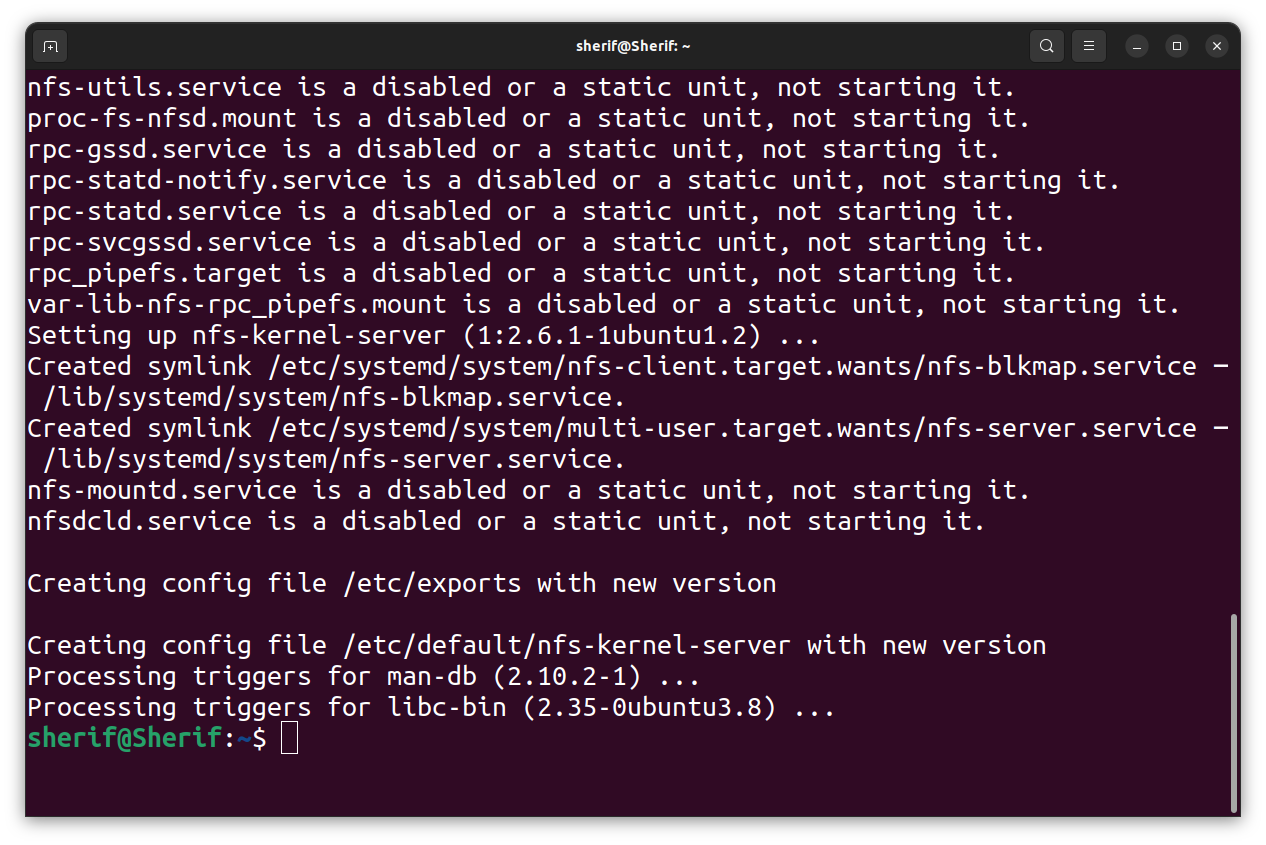 sherif@Sherif: ~
nfs-utils.service is a disabled or a static unit, not starting it.
proc-fs-nfsd.mount is a disabled or a static unit, not starting it.
rpc-gssd.service is a disabled or a static unit, not starting it.
rpc-statd-notify.service is a disabled or a static unit, not starting it.
rpc-statd.service is a disabled or a static unit, not starting it.
rpc-svcgssd.service is a disabled or a static unit, not starting it.
rpc_pipefs.target is a disabled or a static unit, not starting it.
var-lib-nfs-rpc_pipefs.mount is a disabled or a static unit, not starting it.
Setting up nfs-kernel-server (1:2.6.1-1ubuntu1.2) ...
Created symlink /etc/systemd/system/nfs-client.target.wants/nfs-blkmap.service −
 /lib/systemd/system/nfs-blkmap.service.
Created symlink /etc/systemd/system/multi-user.target.wants/nfs-server.service −
 /lib/systemd/system/nfs-server.service.
nfs-mountd.service is a disabled or a static unit, not starting it.
nfsdcld.service is a disabled or a static unit, not starting it.

Creating config file /etc/exports with new version

Creating config file /etc/default/nfs-kernel-server with new version
Processing triggers for man-db (2.10.2-1) ...
Processing triggers for libc-bin (2.35-0ubuntu3.8) ...
sherif@Sherif:~$